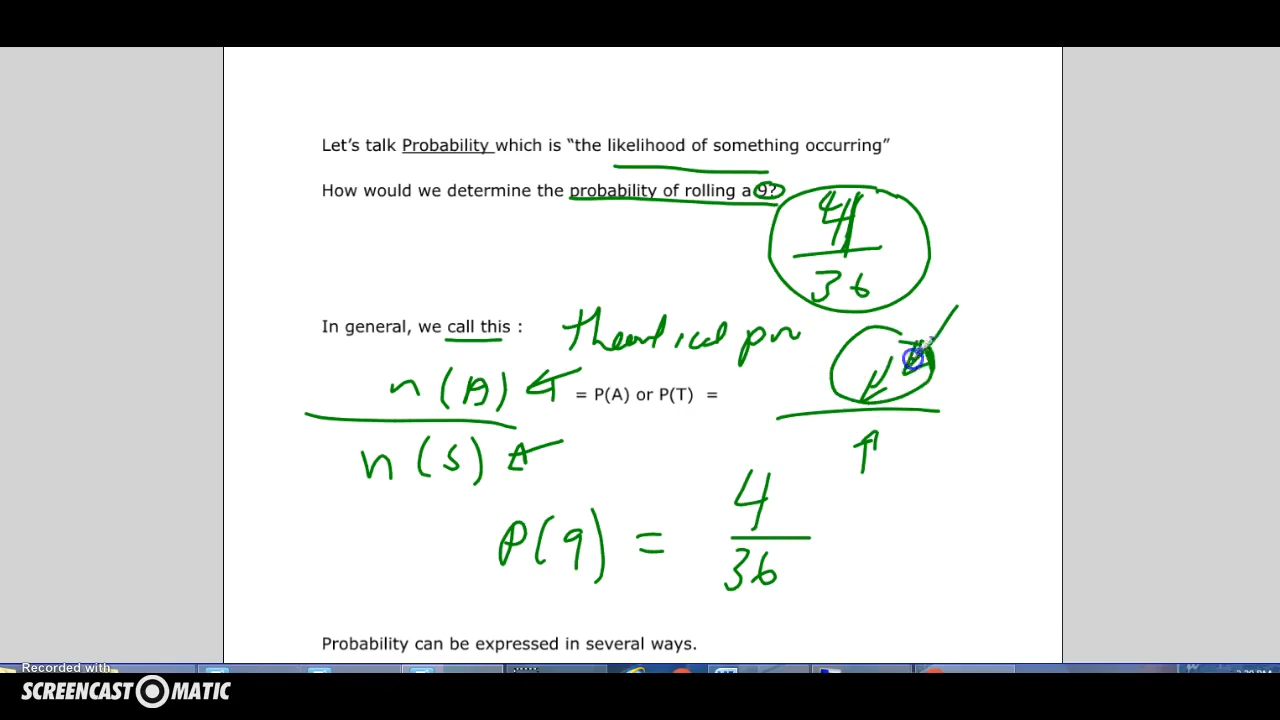 Let's talk Probability which is “the likelihood of something occurring”
How would we determine the probability of rolling a 9?
4
36
In general, we call this :
theoretical
n(A)
n(S)
= P(A) or P(T) =
P(9) = 4
36
Probability can be expressed in several ways.
Recorded with
SCREENCAST MATIC